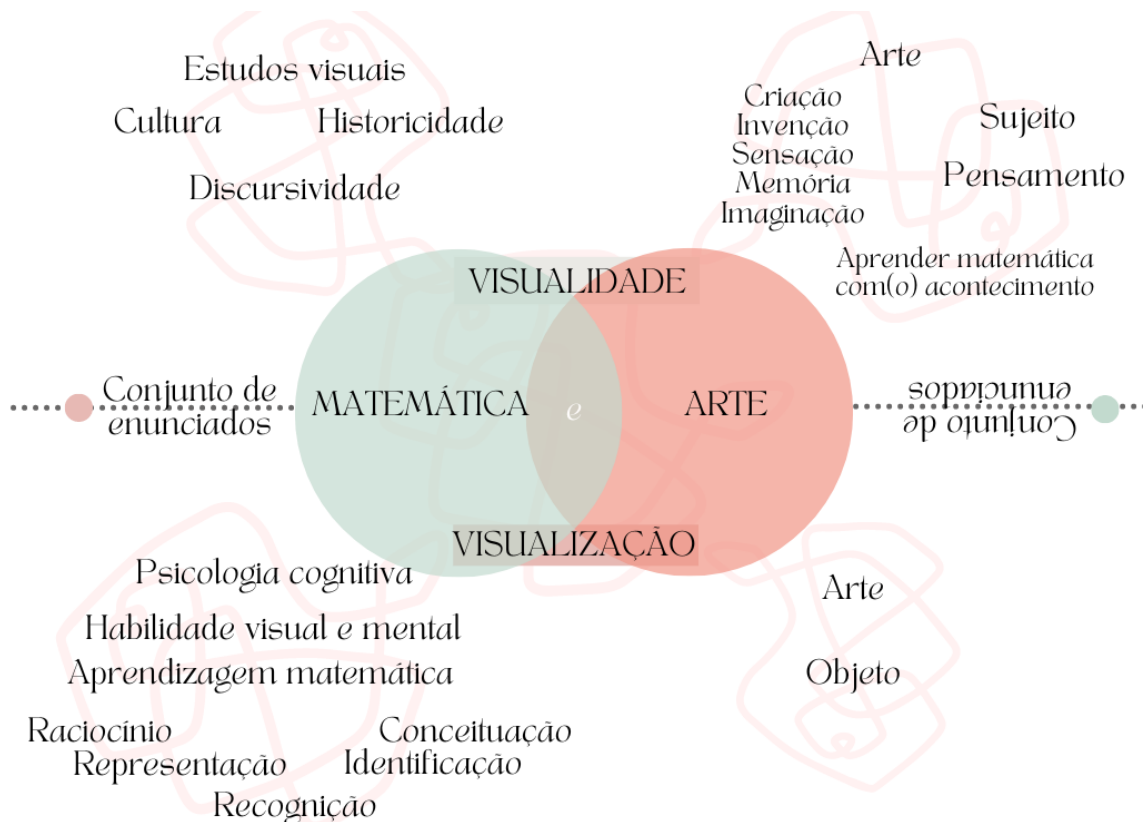 Estudos visuais
Cultura Historicidade
Discursividade
Arte
Criação
Invenção
Sensação
Memória
Imaginação
Sujeito
Pensamento
Aprender matemática
com(o) acontecimento
VISUALIDADE
Conjunto de
enunciados
MATEMÁTICA e ARTE
Conjunto de
enunciados
VISUALIZAÇÃO
Psicologia cognitiva
Habilidade visual e mental
Aprendizagem matemática
Raciocínio Conceituação
Representação Identificação
Recognição
Arte
Objeto